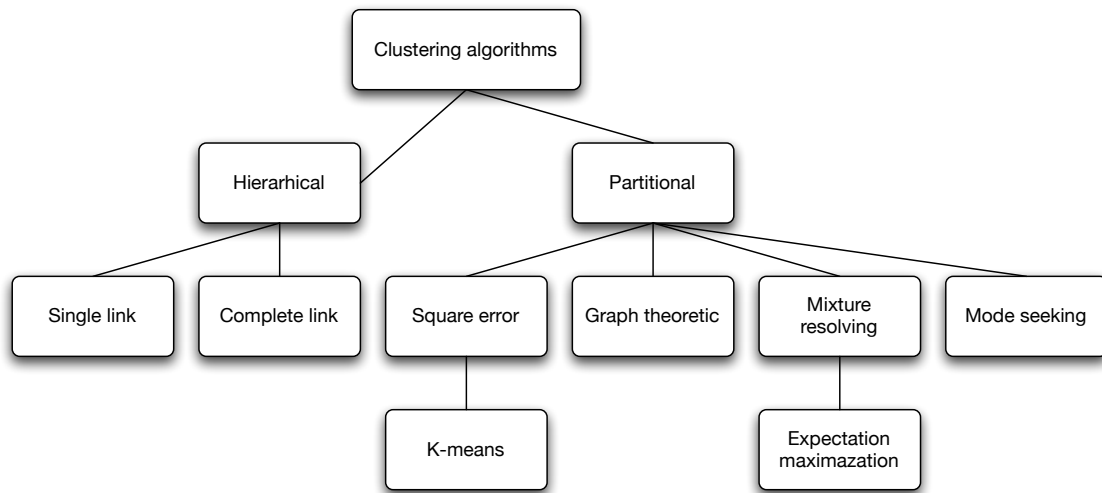 Clustering algorithms
Hierarhical
Partitional
Single link
Complete link
Square error
Graph theoretic
Mixture
resolving
Mode seeking
K-means
Expectation
maximazation